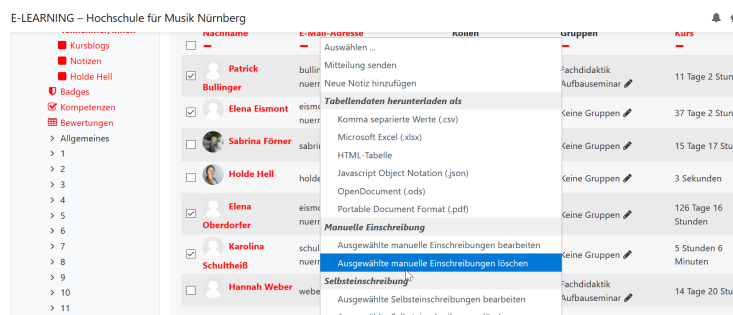 E-LEARNING – Hochschule für Musik Nürnberg
Nachname E-Mail-Adresse Rollen Gruppen Kurs
Kursblogs
Notizen
Holde Hell
Badges
Kompetenzen
Bewertungen
Allgemeines
1
2
3
4
5
6
7
8
9
10
11
Patrick
Bullinger
11 Tage 2
Elena Eismont
Keine Gruppen
37 Tage 2
Sabrina Förner
Keine Gruppen
15 Tage 17
Holde Hell
Keine Gruppen
3 Sekunden
Elena
Oberdorfer
Keine Gruppen
126 Tage 16
Stunden
Karolina
Schultheiß
Keine Gruppen
5 Stunden 6
Minuten
Hannah Weber
14 Tage 20
Fachdidaktik
Aufbauseminar
Fachdidaktik
Aufbauseminar
Auswählen ...
Mitteilung senden
Neue Notiz hinzufügen
Tabellendaten herunterladen als
Komma separierte Werte (.csv)
Microsoft Excel (.xlsx)
HTML-Tabelle
Javascript Object Notation (.json)
OpenDocument (.ods)
Portable Document Format (.pdf)
Manuelle Einschreibung
Ausgewählte manuelle Einschreibungen bearbeiten
Ausgewählte manuelle Einschreibungen löschen
Selbsteinschreibung
Ausgewählte Selbsteinschreibungen bearbeiten